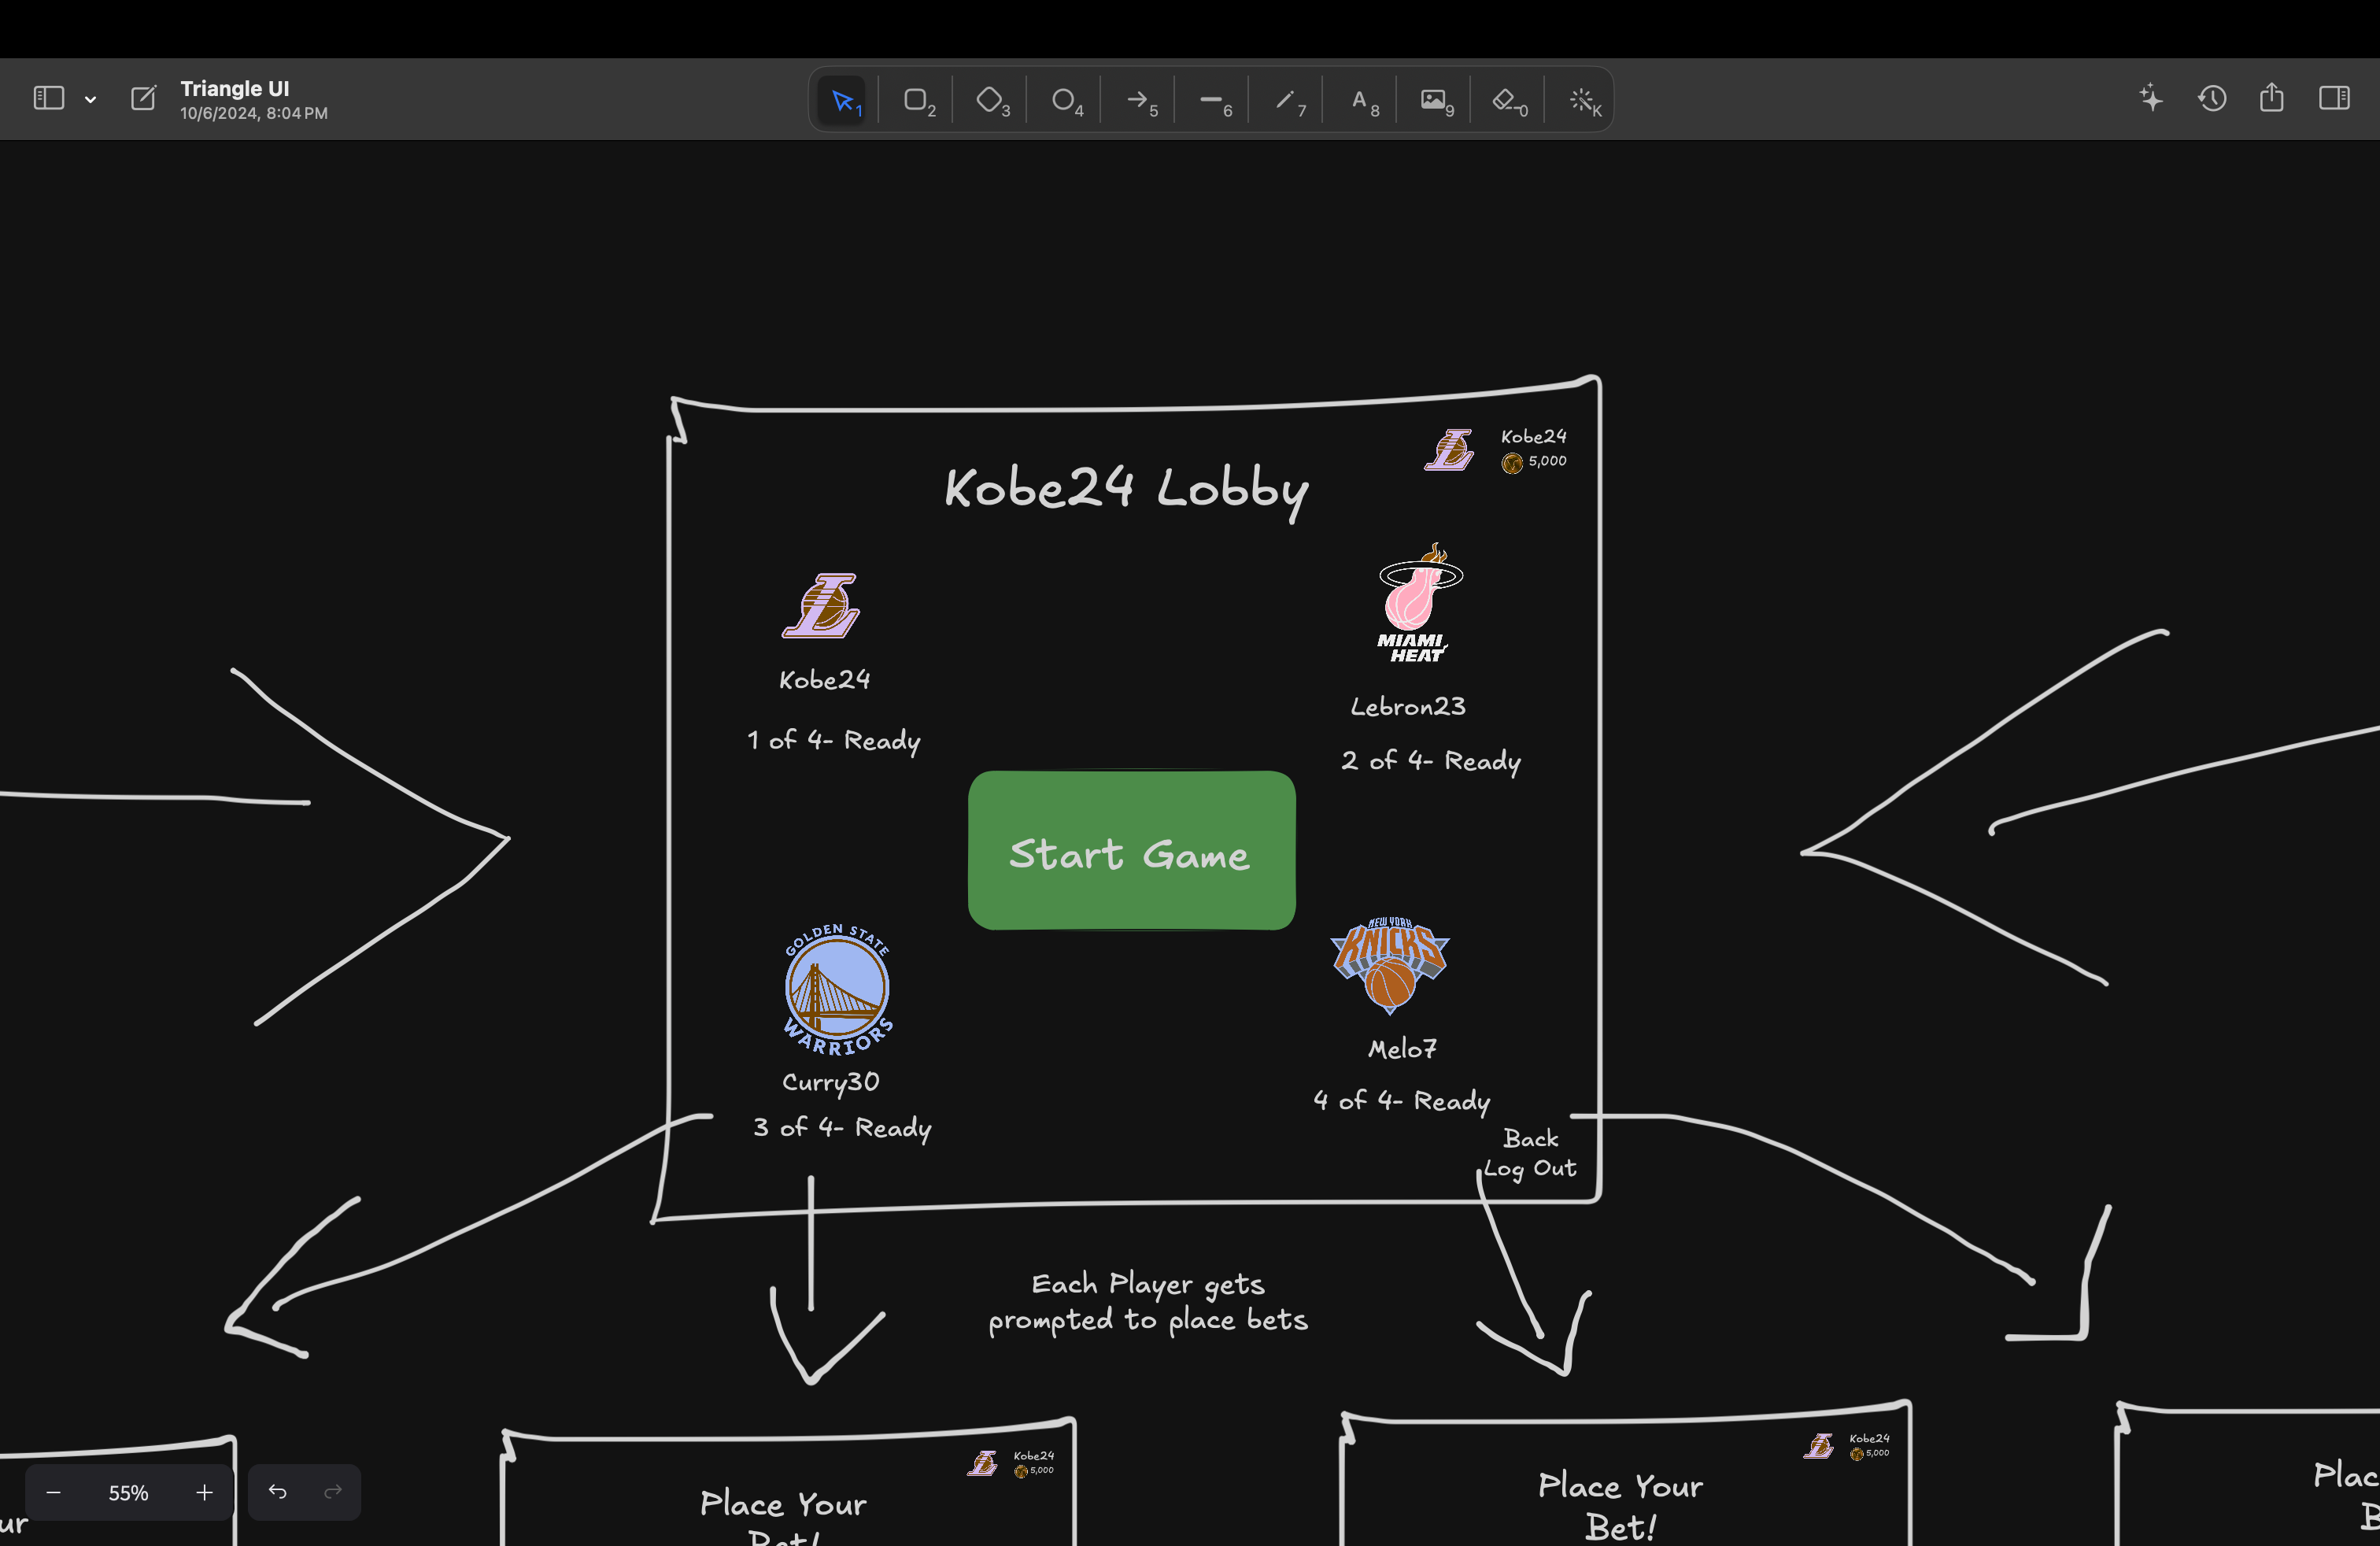 Triangle UI
10/6/2024, 8:04 PM
1
2
3
4
5
6
7
A 8
9
0
K
Kobe24
5,000
Kobe24 Lobby
MIAMI
HEAT
Kobe24
Lebron23
1 of 4- Ready
2 of 4- Ready
Start Game
GOLDEN STATE
WARRIORS
NEW YORK
KNICKS
Curry30
Melo7
3 of 4- Ready
4 of 4- Ready
Back
Log Out
Each Player gets
prompted to place bets
Kobe24
5,000
Place Your
Bet!
Kobe24
5,000
Place Your
Bet!
Plac
B
ur
55%